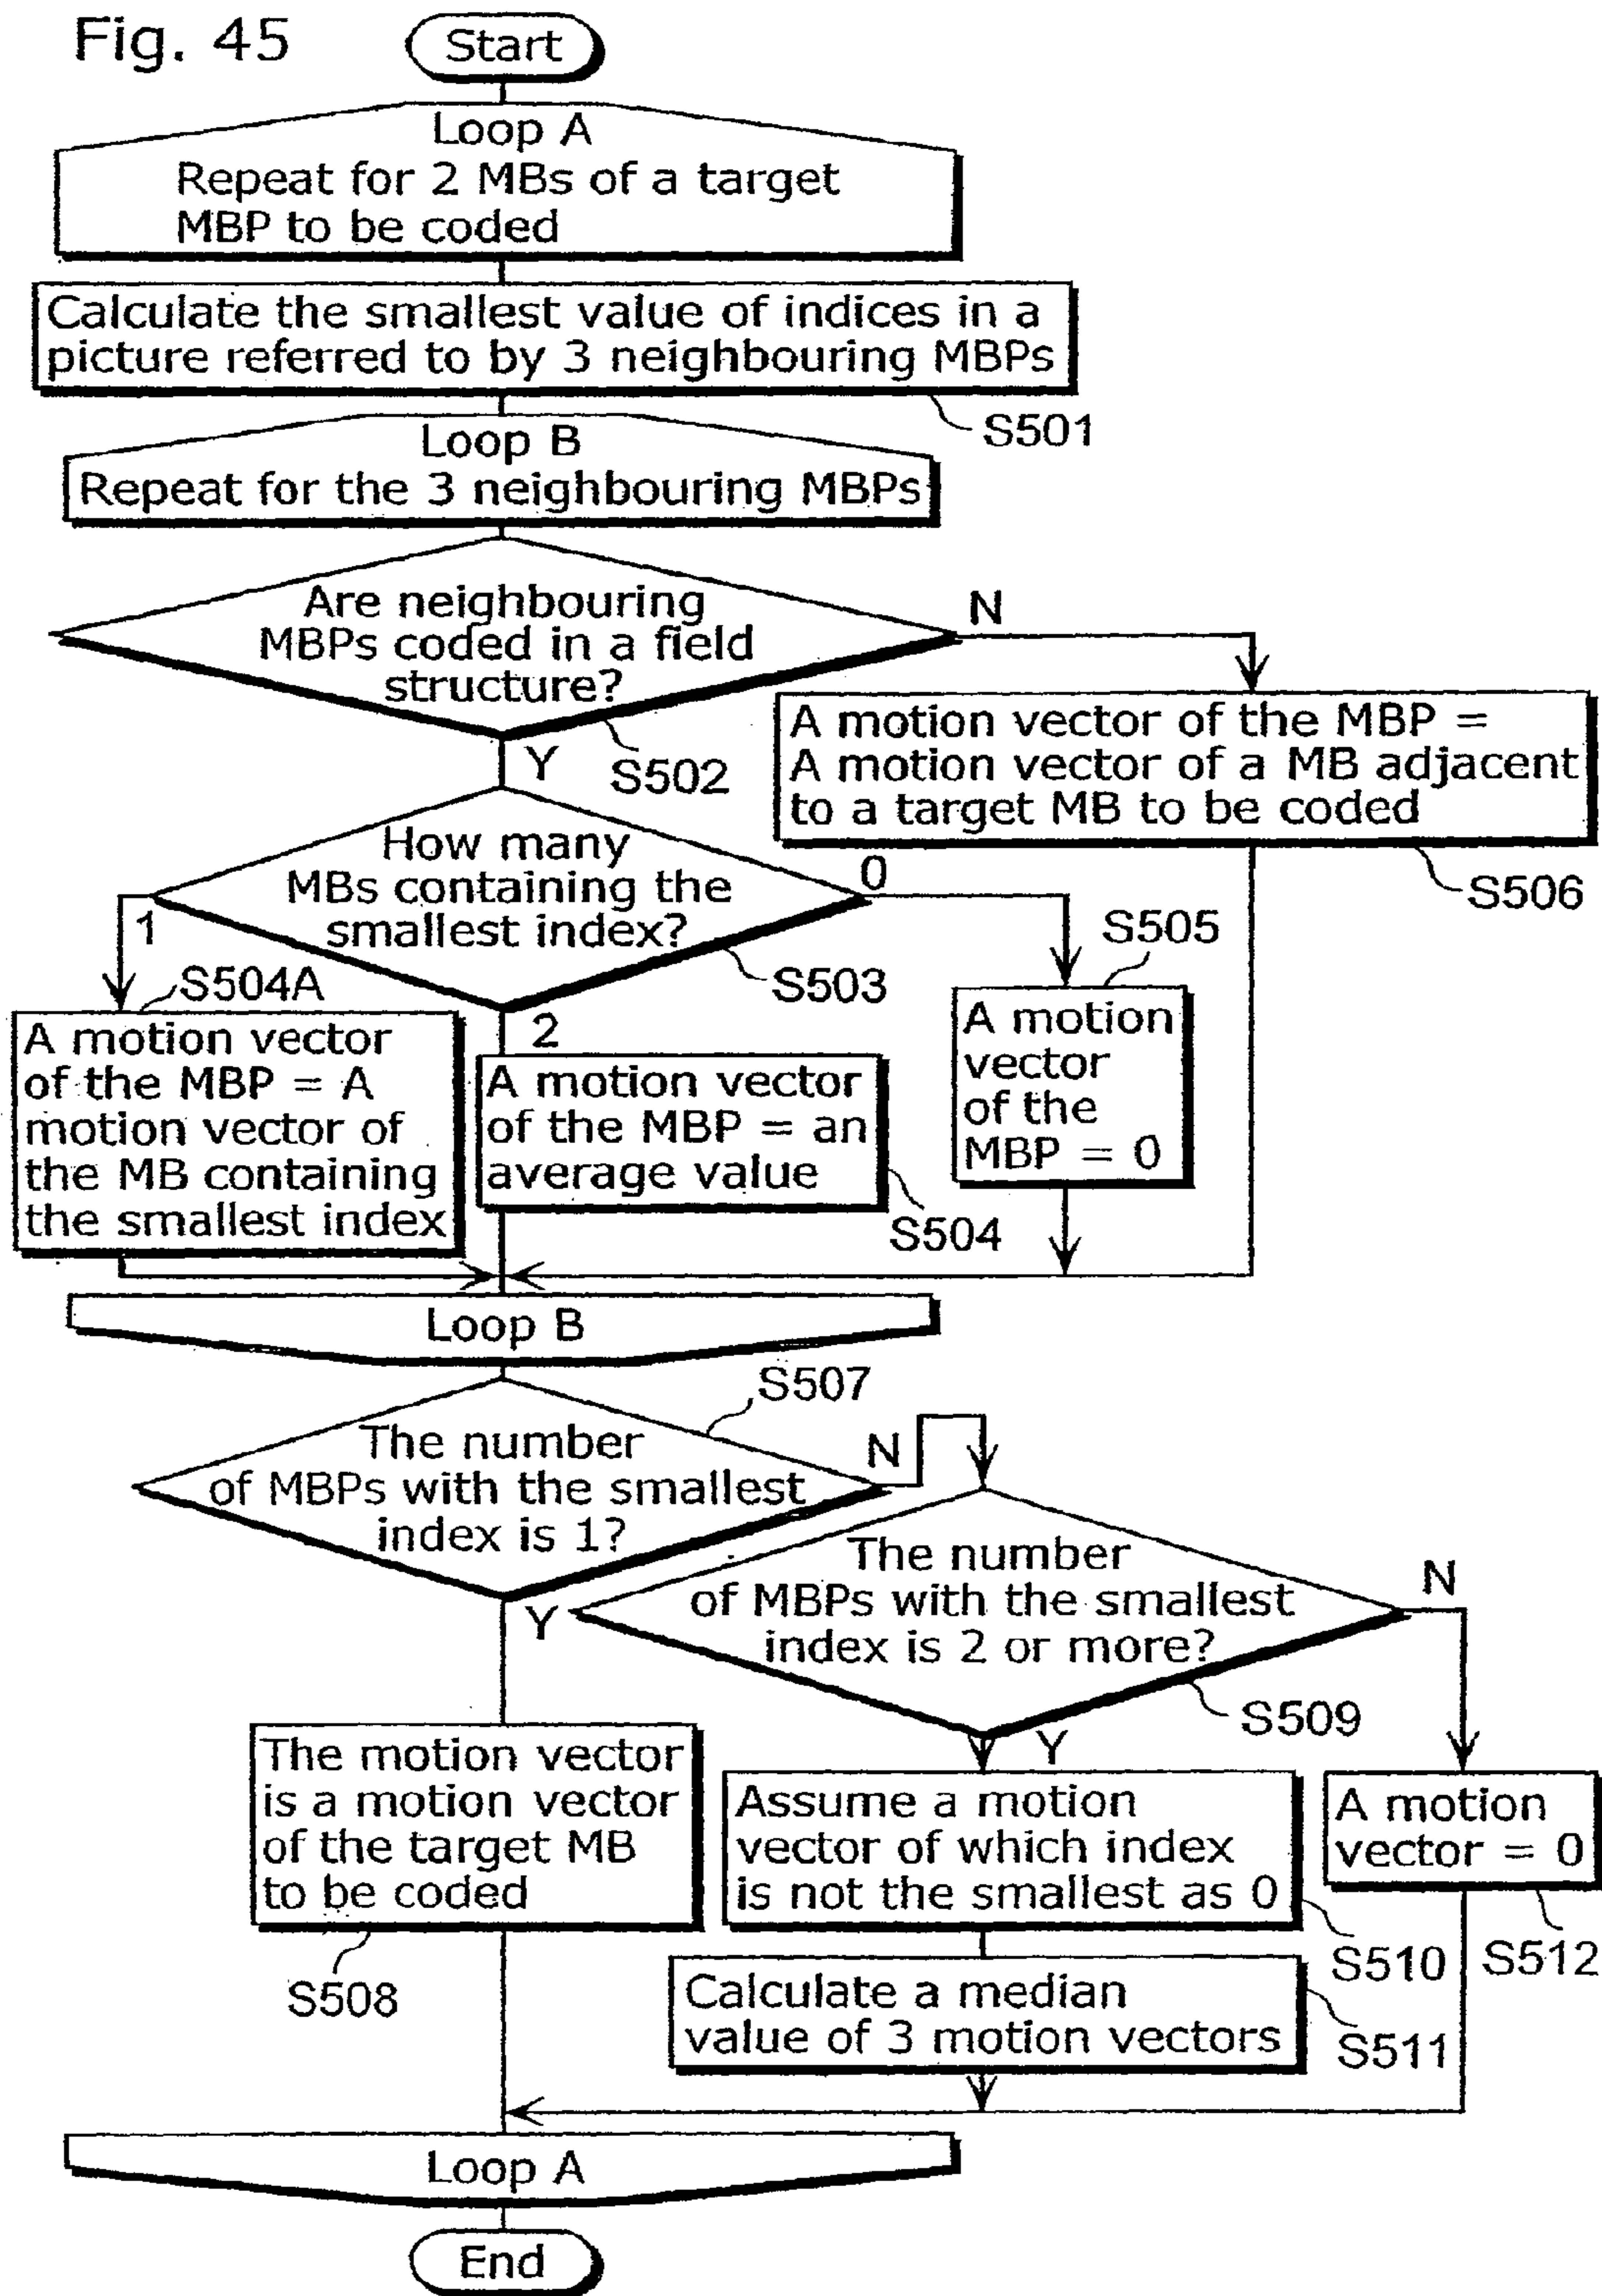 Fig. 45
Start
Loop A
Repeat for 2 MBs of a target
MBP to be coded
Calculate the smallest value of indices in a
picture referred to by 3 neighbouring MBPs
S501
Loop B
Repeat for the 3 neighbouring MBPs
Are neighbouring
MBPs coded in a field
structure?
N
Y
S502
A motion vector of the MBP =
A motion vector of a MB adjacent
to a target MB to be coded
S506
How many
MBs containing the
smallest index?
0
1
2
S503
S505
S504A
A motion vector
of the MBP = A
motion vector of
the MB containing
the smallest index
A motion vector
of the MBP = an
average value
S504
A motion
vector
of the
MBP = 0
Loop B
S507
The number
of MBPs with the smallest
index is 1?
N
Y
The number
of MBPs with the smallest
index is 2 or more?
N
S509
Y
The motion vector
is a motion vector
of the target MB
to be coded
S508
Assume a motion
vector of which index
is not the smallest as 0
S510
A motion
vector = 0
S512
Calculate a median
value of 3 motion vectors
S511
Loop A
End